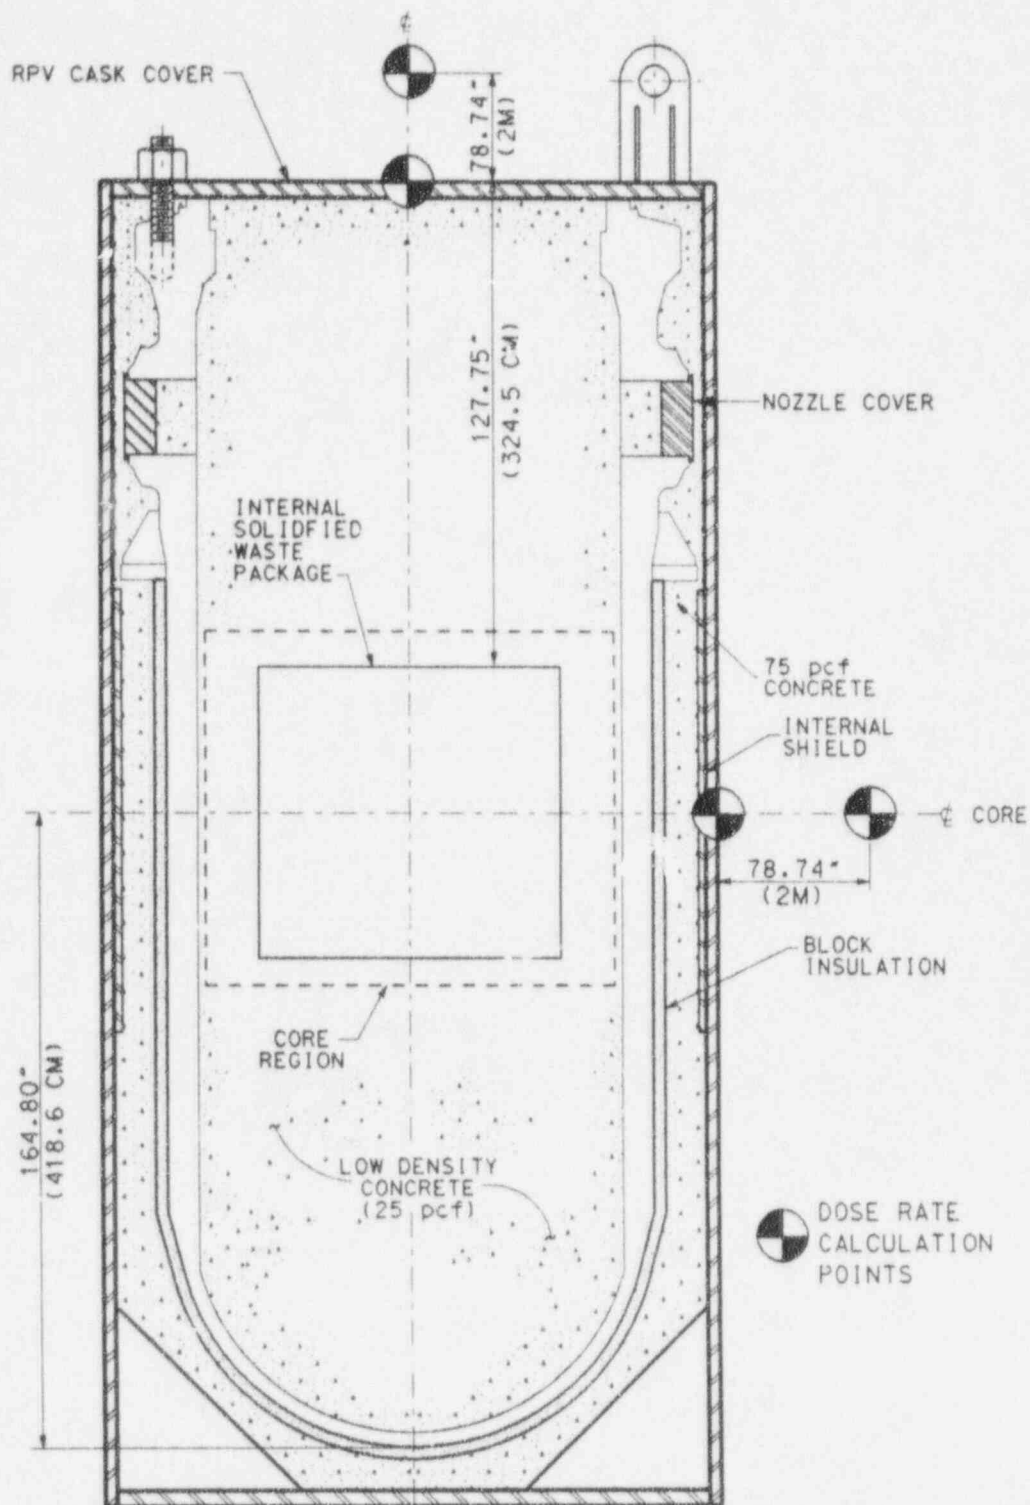 ℄
RPV CASK COVER
78.74"
(2M)
127.75"
(324.5 CM)
NOZZLE COVER
INTERNAL
SOLIDFIED
WASTE
PACKAGE
75 pcf
CONCRETE
INTERNAL
SHIELD
℄ CORE
78.74"
(2M)
BLOCK
INSULATION
CORE
REGION
164.80"
(418.6 CM)
LOW DENSITY
CONCRETE
(25 pcf)
DOSE RATE
CALCULATION
POINTS